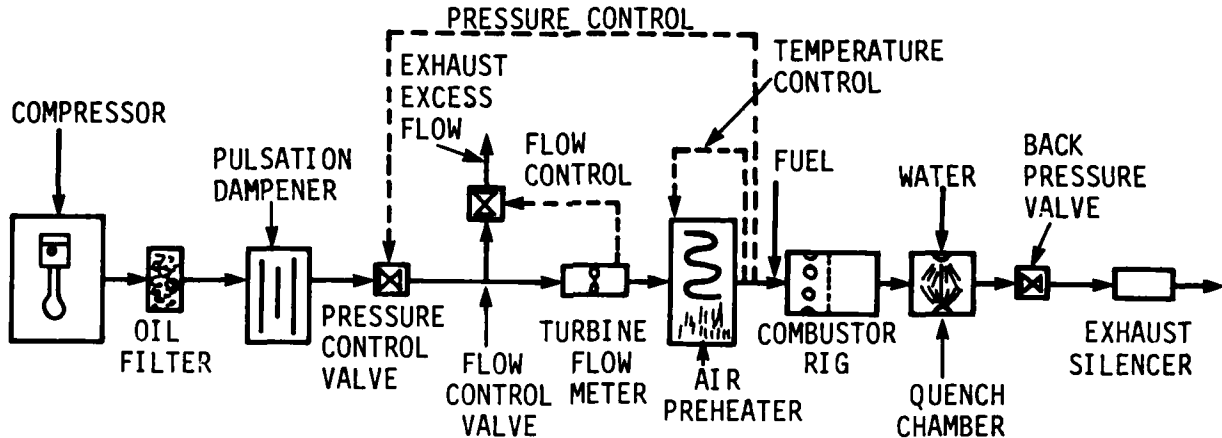 PRESSURE CONTROL
TEMPERATURE
CONTROL
EXHAUST
EXCESS
FLOW
COMPRESSOR
PULSATION
DAMPENER
FLOW
CONTROL
FUEL
WATER
BACK
PRESSURE
VALVE
OIL
FILTER
PRESSURE
CONTROL
VALVE
FLOW
CONTROL
VALVE
TURBINE
FLOW
METER
AIR
PREHEATER
COMBUSTOR
RIG
QUENCH
CHAMBER
EXHAUST
SILENCER